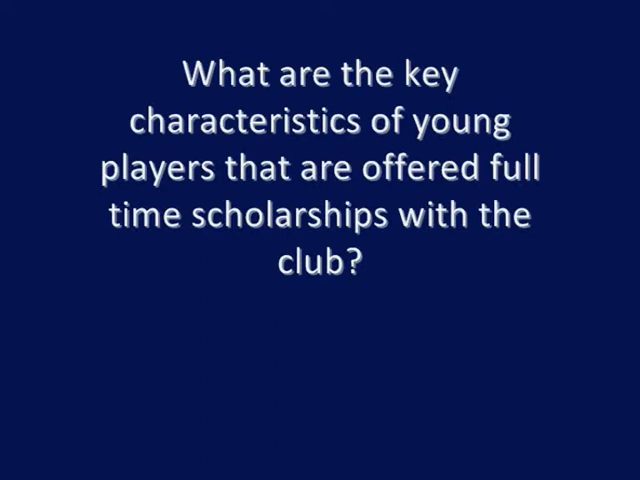 What are the key
characteristics of young
players that are offered full
time scholarships with the
club?